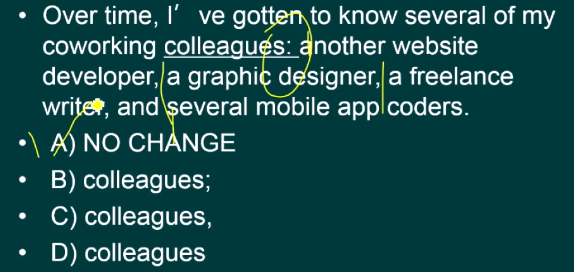 • Over time, I've gotten to know several of my
coworking colleagues: another website
developer, a graphic designer, a freelance
writer, and several mobile app coders.
• A) NO CHANGE
• B) colleagues;
• C) colleagues,
• D) colleagues